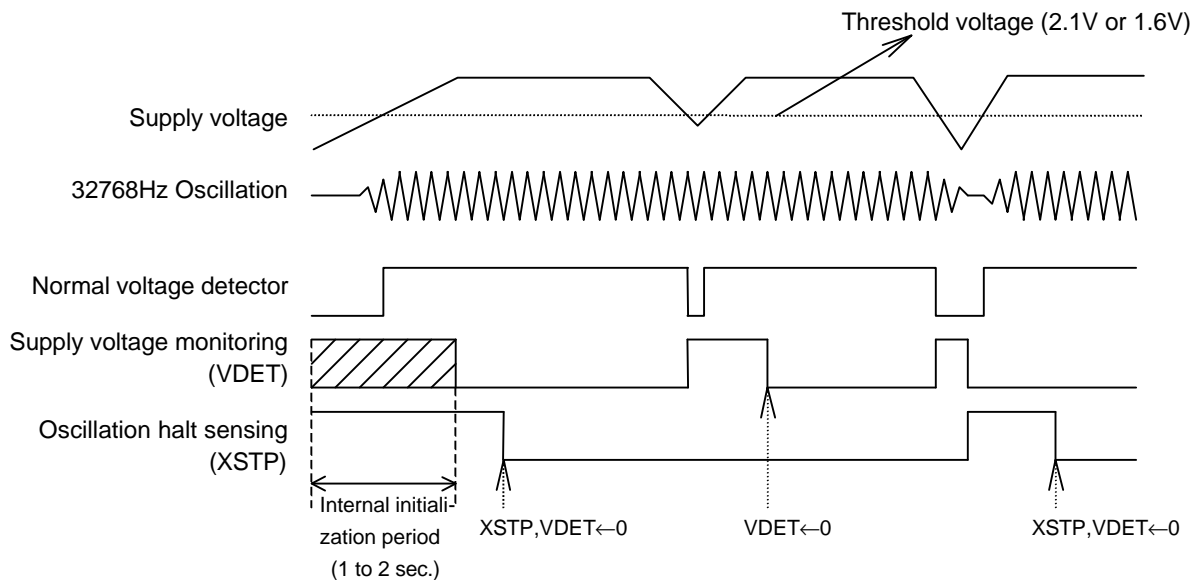 Threshold voltage (2.1V or 1.6V)
Supply voltage
32768Hz Oscillation
Normal voltage detector
Supply voltage monitoring
(VDET)
Oscillation halt sensing
(XSTP)
Internal initiali-
zation period
(1 to 2 sec.)
XSTP,VDET←0
VDET←0
XSTP,VDET←0